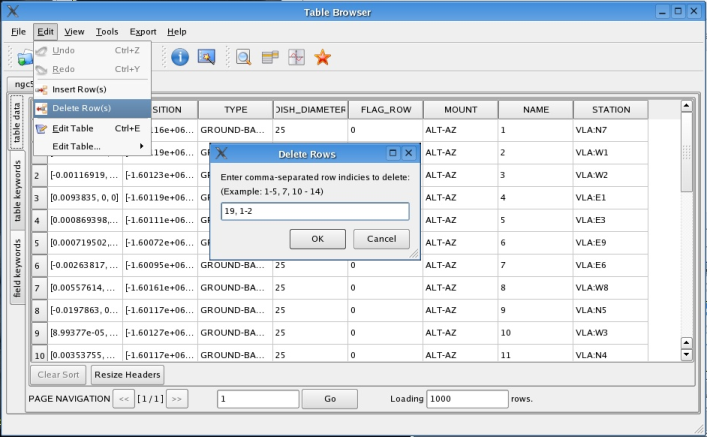 Table Browser
File Edit View Tools Export Help
Undo Ctrl+Z
Redo Ctrl+Y
Insert Row(s)
Delete Row(s)
Edit Table Ctrl+E
Edit Table...
ngc5
table data
table keywords
field keywords
SITION TYPE DISH_DIAMETER FLAG_ROW MOUNT NAME STATION
16e+06... GROUND-BA... 25 0 ALT-AZ 1 VLA:N7
19e+06... ALT-AZ 2 VLA:W1
2 [-0.00116919, ... [-1.60123e+06... ALT-AZ 3 VLA:W2
3 [0.0093835, 0, 0] [-1.60119e+06... ALT-AZ 4 VLA:E1
4 [0.000869398,... [-1.60111e+06... ALT-AZ 5 VLA:E3
5 [0.000719502,... [-1.60072e+06... ALT-AZ 6 VLA:E9
6 [-0.00263817, ... [-1.60095e+06... GROUND-BA... 25 0 ALT-AZ 7 VLA:E6
7 [0.00557614, ... [-1.60161e+06... GROUND-BA... 25 0 ALT-AZ 8 VLA:W8
8 [-0.0197863, 0... [-1.60117e+06... GROUND-BA... 25 0 ALT-AZ 9 VLA:N5
9 [8.99377e-05, ... [-1.60127e+06... GROUND-BA... 25 0 ALT-AZ 10 VLA:W3
10 [0.00353755, ... [-1.60117e+06... GROUND-BA... 25 0 ALT-AZ 11 VLA:N4
Delete Rows
Enter comma-separated row indicies to delete:
(Example: 1-5, 7, 10 - 14)
19, 1-2
OK Cancel
Clear Sort Resize Headers
PAGE NAVIGATION << [ 1 / 1 ] >> 1 Go Loading 1000 rows.